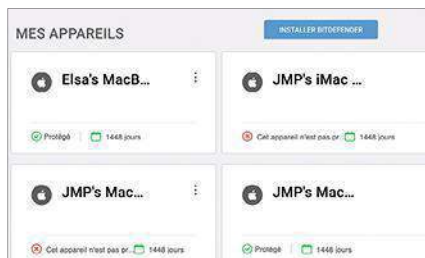 MES APPAREILS
INSTALLER BITDEFENDER
Elsa's MacB...
JMP's iMac ...
Protégé 1448 jours
Cet appareil n'est pas pr... 1448 jours
JMP's Mac...
JMP's Mac...
Cet appareil n'est pas pr... 1448 jours
Protégé 1448 jours